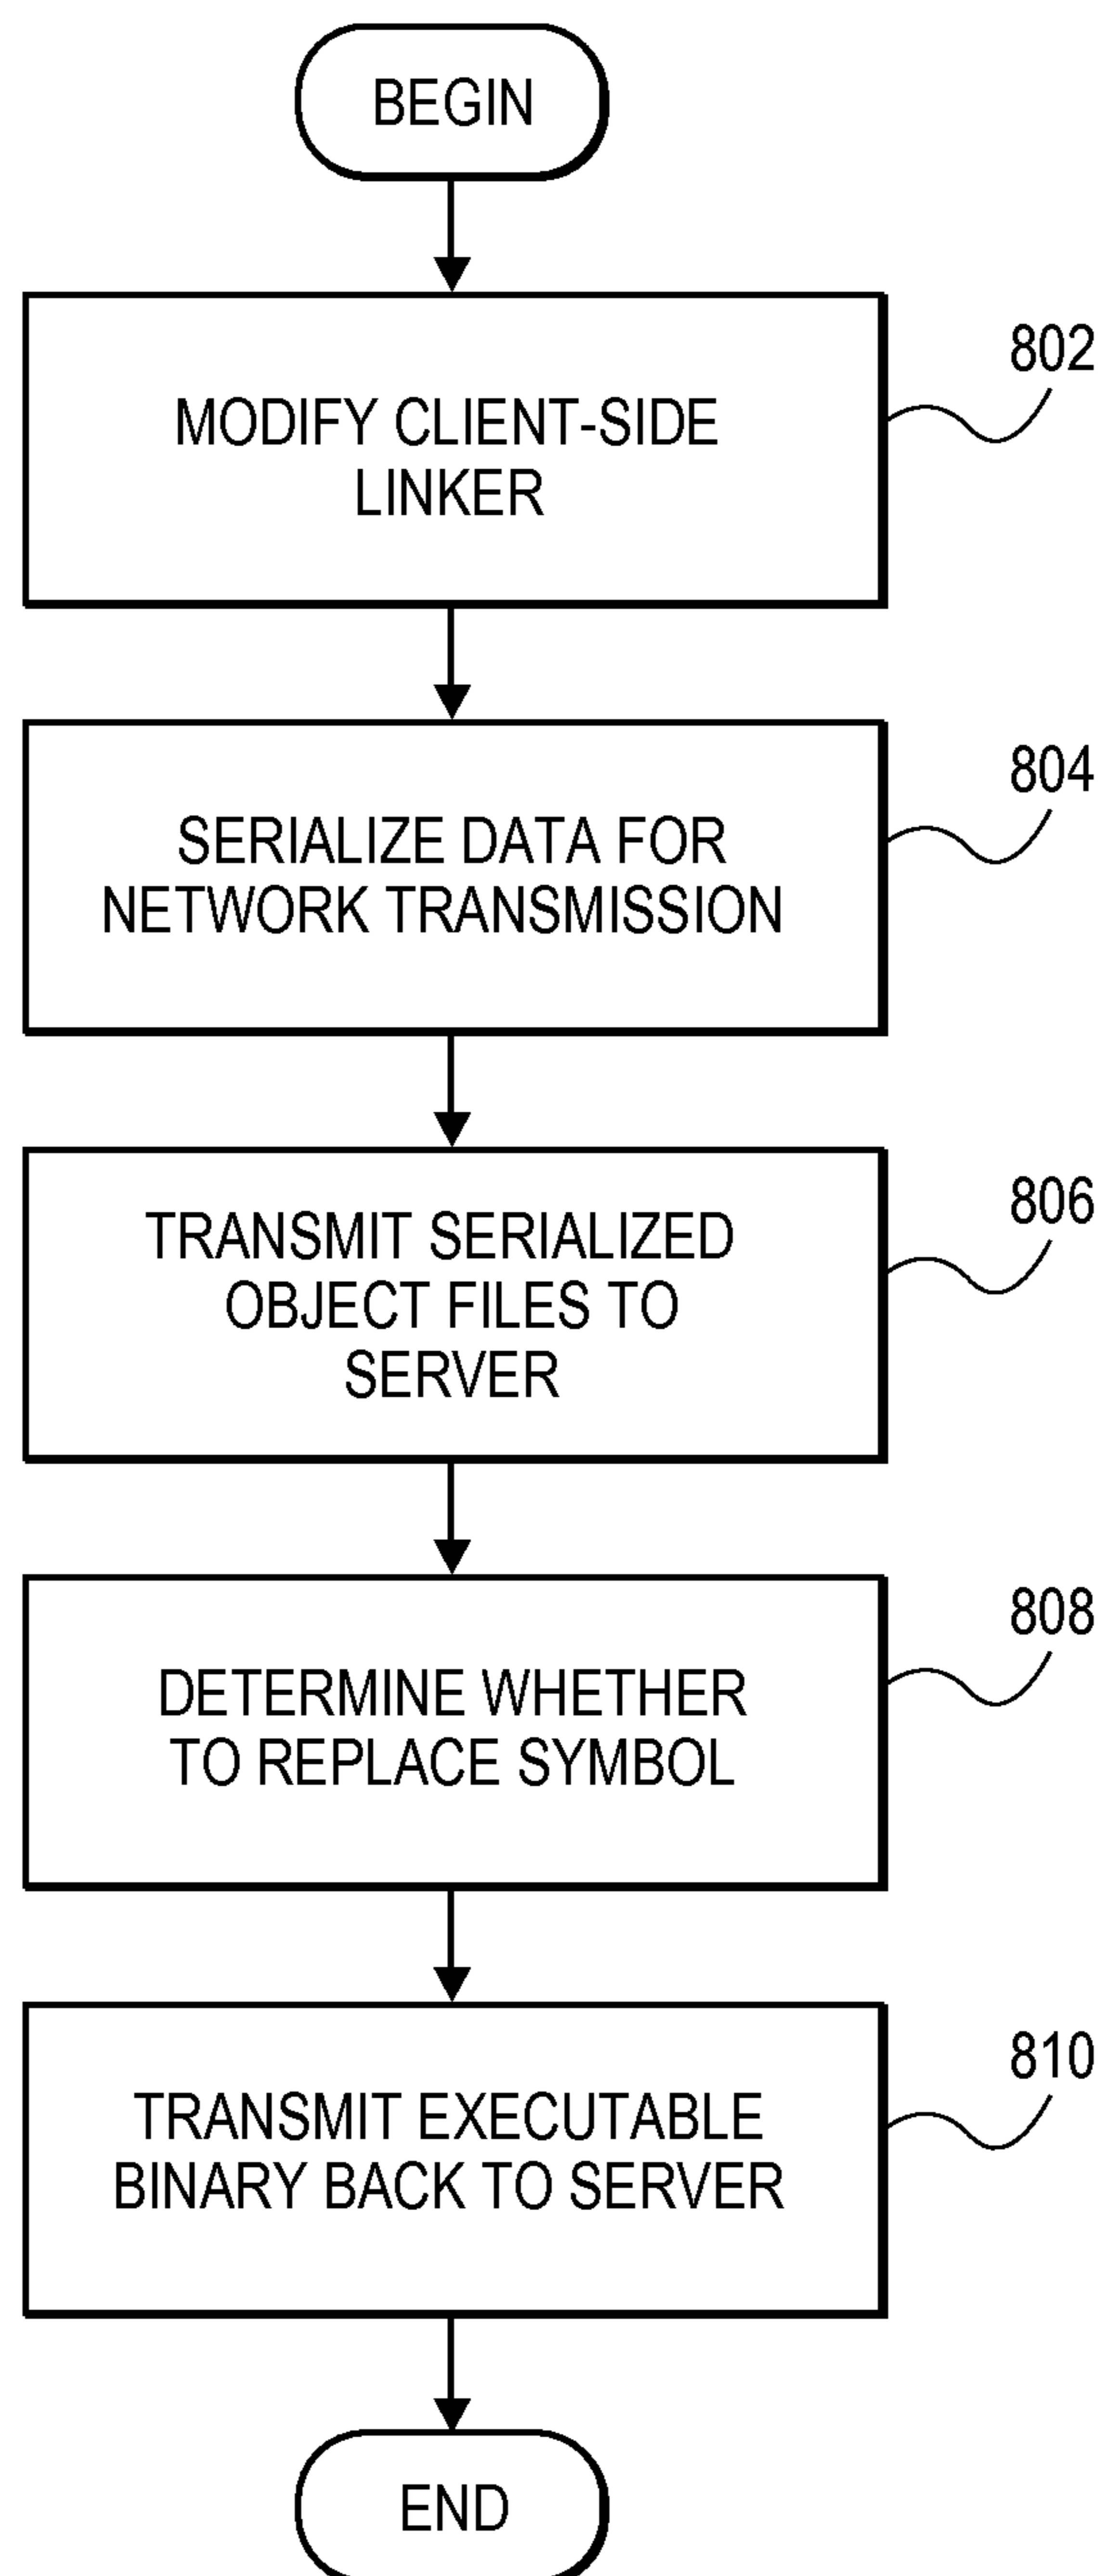 BEGIN
MODIFY CLIENT-SIDE
LINKER
802
SERIALIZE DATA FOR
NETWORK TRANSMISSION
804
TRANSMIT SERIALIZED
OBJECT FILES TO
SERVER
806
DETERMINE WHETHER
TO REPLACE SYMBOL
808
TRANSMIT EXECUTABLE
BINARY BACK TO SERVER
810
END